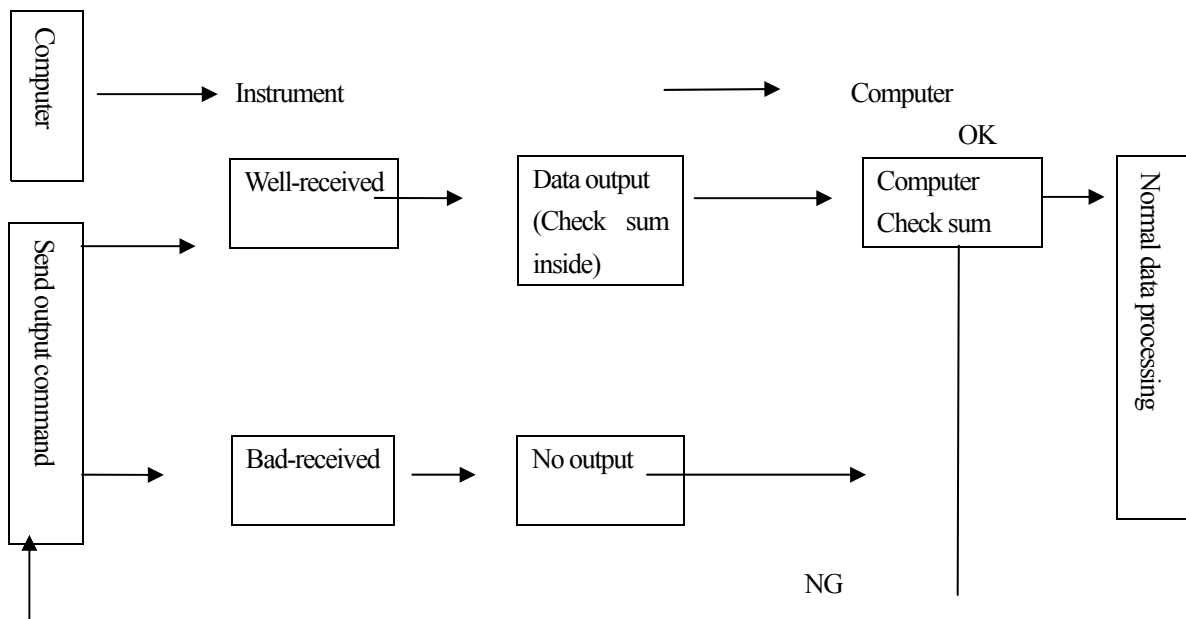 Computer
Instrument
Computer
OK
Well-received
Data output
(Check sum
inside)
Computer
Check sum
Normal data processing
Send output command
Bad-received
No output
NG